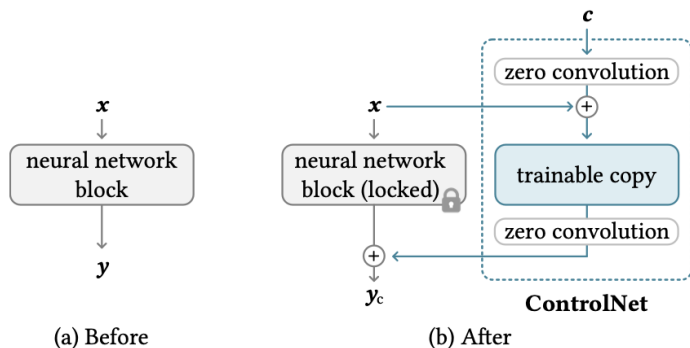 x
neural network
block
y
(a) Before
c
zero convolution
+
x
neural network
block (locked)
trainable copy
zero convolution
+
yc
ControlNet
(b) After